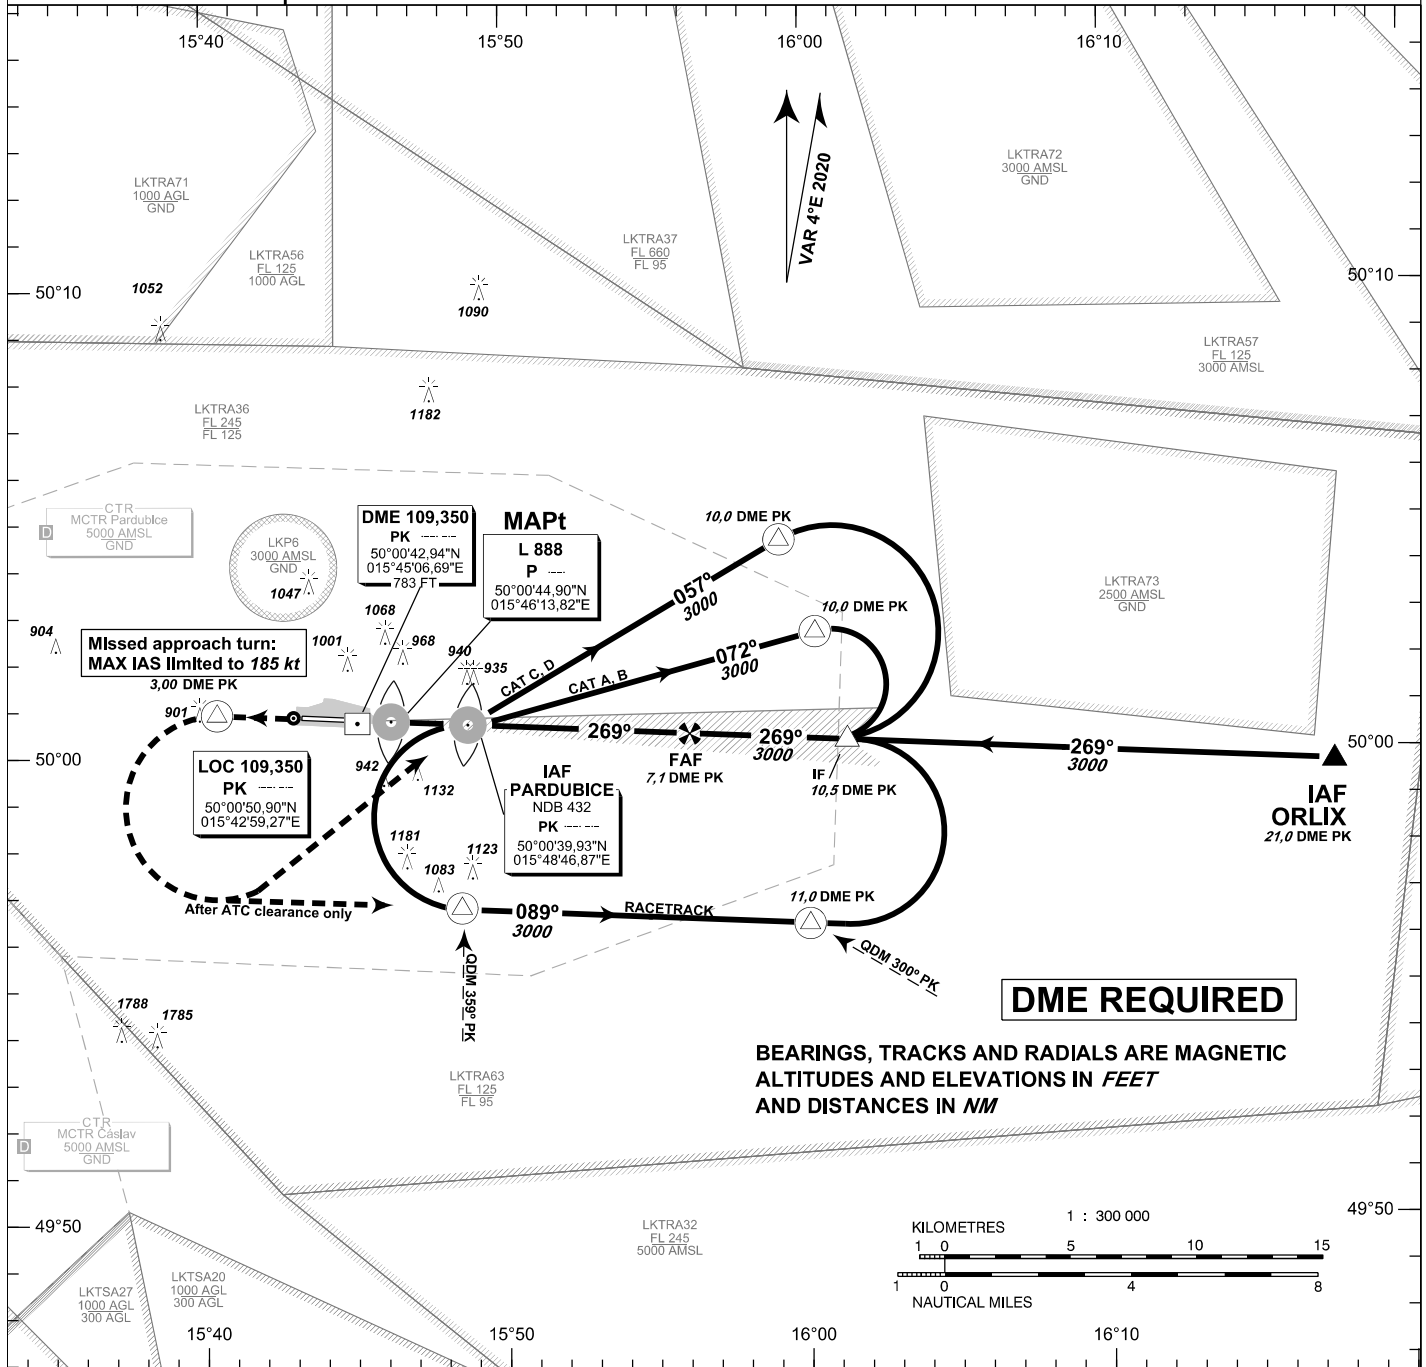 15°40
15°50
16°00
16°10
LKTRA71
1000 AGL
GND
LKTRA56
FL 125
1000 AGL
LKTRA37
FL 660
FL 95
VAR 4°E 2020
LKTRA72
3000 AMSL
GND
50°10
50°10
1052
1090
LKTRA57
FL 125
3000 AMSL
1182
LKTRA36
FL 245
FL 125
CTR
D
MCTR Pardubice
5000 AMSL
GND
LKP6
3000 AMSL
GND
1047
DME 109,350
PK
50°00'42,94"N
015°45'06,69"E
783 FT
MAPt
L 888
P
50°00'44,90"N
015°46'13,82"E
10,0 DME PK
057°
3000
10,0 DME PK
072°
3000
CAT C, D
CAT A, B
LKTRA73
2500 AMSL
GND
904
1068
1001
968
940
935
Missed approach turn:
MAX IAS limited to 185 kt
3,00 DME PK
901
269°
FAF
7,1 DME PK
269°
3000
IF
10,5 DME PK
269°
3000
50°00
50°00
IAF
ORLIX
21,0 DME PK
LOC 109,350
PK
50°00'50,90"N
015°42'59,27"E
942
1132
IAF
PARDUBICE
NDB 432
PK
50°00'39,93"N
015°48'46,87"E
1181
1083
1123
After ATC clearance only
089°
3000
RACETRACK
11,0 DME PK
QDM 359° PK
QDM 300° PK
1788
1785
DME REQUIRED
BEARINGS, TRACKS AND RADIALS ARE MAGNETIC
ALTITUDES AND ELEVATIONS IN FEET
AND DISTANCES IN NM
LKTRA63
FL 125
FL 95
CTR
D
MCTR Čáslav
5000 AMSL
GND
49°50
49°50
LKTRA32
FL 245
5000 AMSL
1 : 300 000
KILOMETRES
1 0 5 10 15
1 0 4 8
NAUTICAL MILES
LKTSA27
1000 AGL
300 AGL
LKTSA20
1000 AGL
300 AGL
15°40
15°50
16°00
16°10